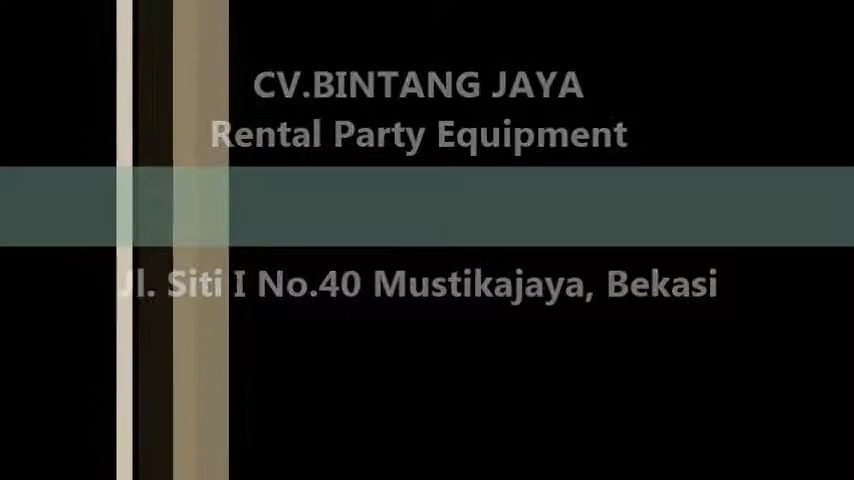 CV.BINTANG JAYA
Rental Party Equipment
Jl. Siti I No.40 Mustikajaya, Bekasi